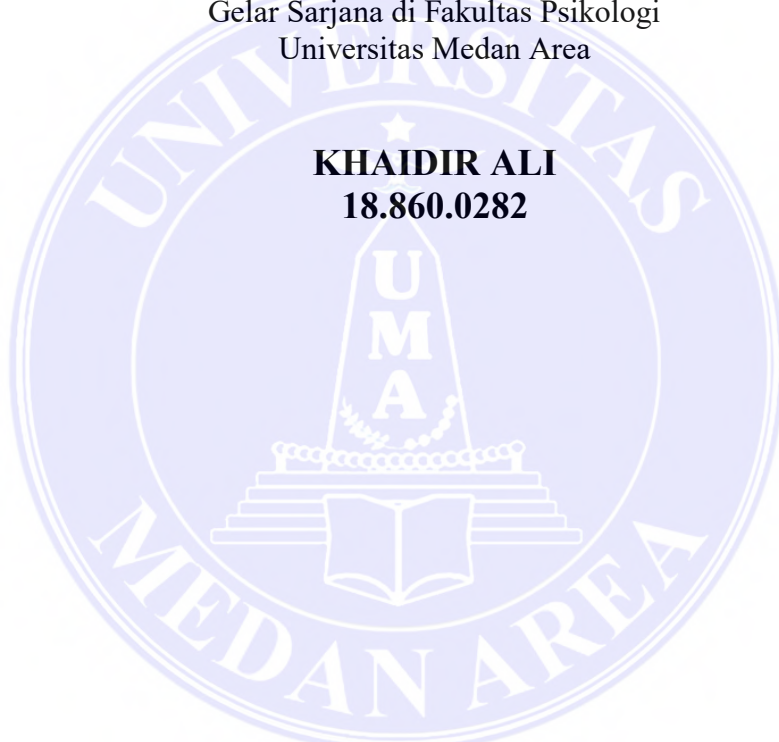 Gelar Sarjana di Fakultas Psikologi
Universitas Medan Area
UNIVERSITAS
KHAIDIR ALI
18.860.0282
U
M
A
MEDAN AREA